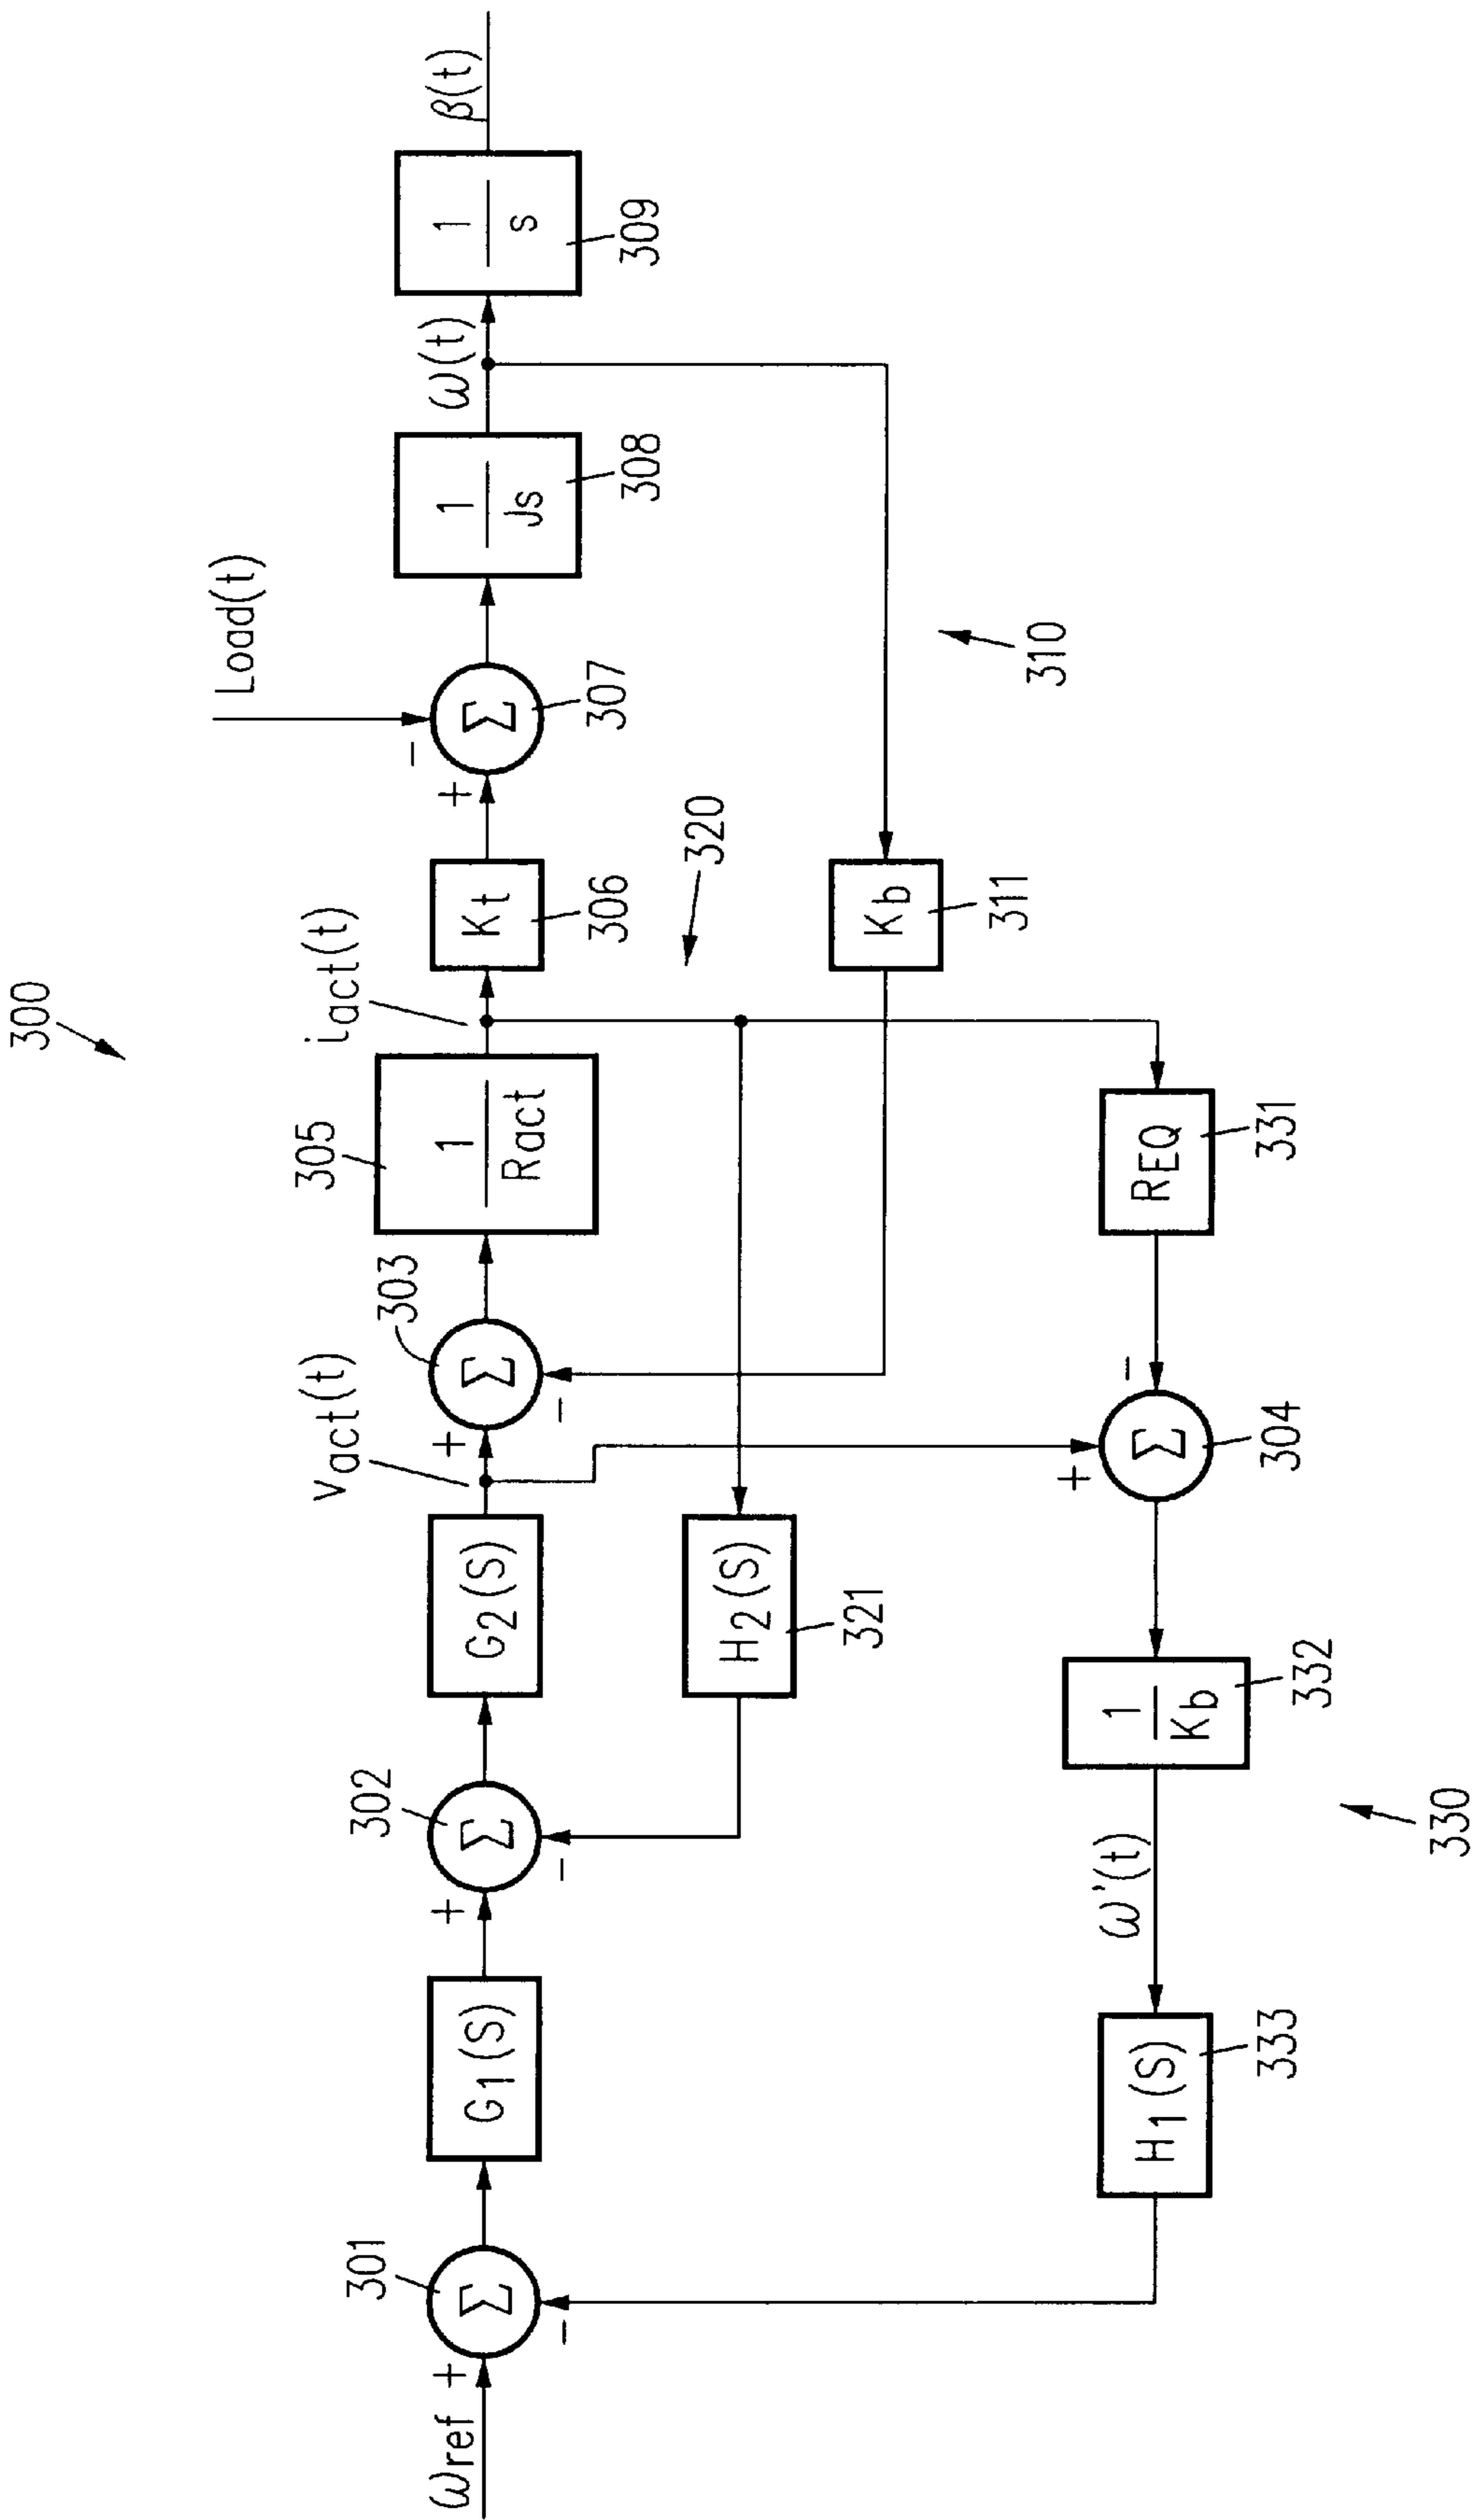 300
ωref
+
-
Σ
301
G1(S)
+
-
Σ
302
G2(S)
Vact(t)
+
-
Σ
303
1
Ract
305
iact(t)
Kt
306
+
-
Load(t)
Σ
307
1
Js
308
ω(t)
1
s
309
β(t)
320
H2(S)
321
Kb
311
310
H1(S)
333
ω'(t)
1
Kb
332
+
-
Σ
304
REQ
331
330